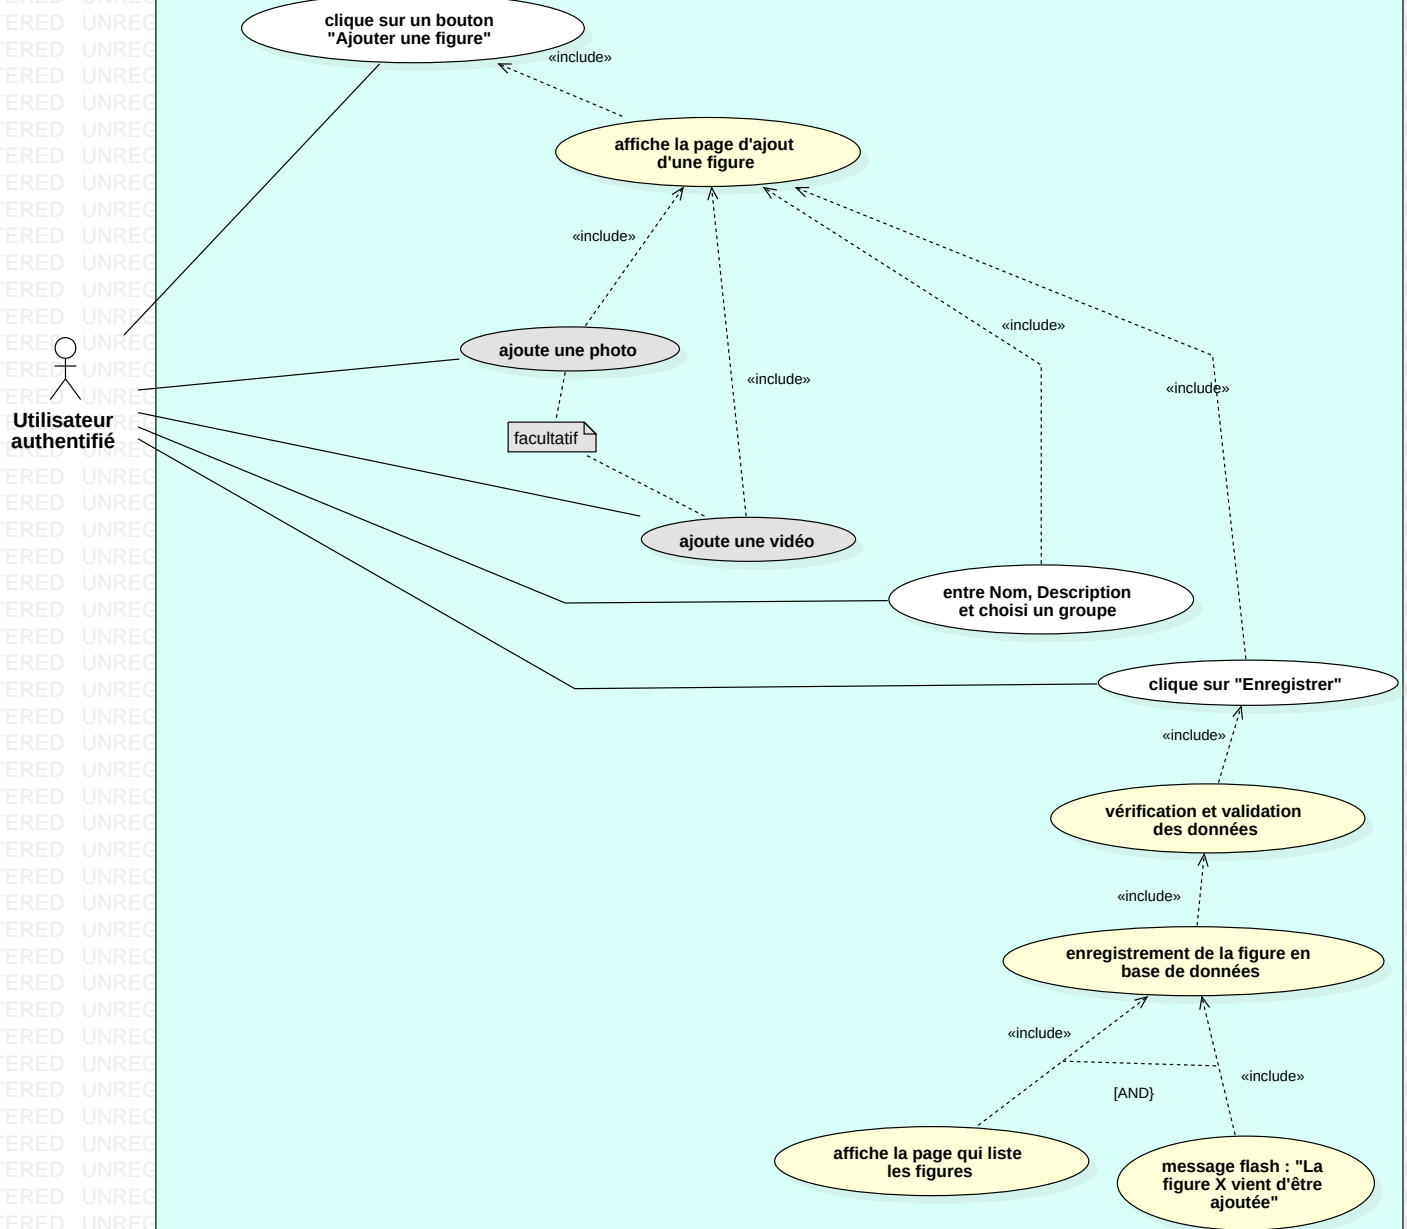 clique sur un bouton
"Ajouter une figure"
«include»
affiche la page d'ajout
d'une figure
«include»
«include»
ajoute une photo
«include»
«include»
Utilisateur
authentifié
facultatif
ajoute une vidéo
entre Nom, Description
et choisi un groupe
clique sur "Enregistrer"
«include»
vérification et validation
des données
«include»
enregistrement de la figure en
base de données
«include»
«include»
[AND}
affiche la page qui liste
les figures
message flash : "La
figure X vient d'être
ajoutée"